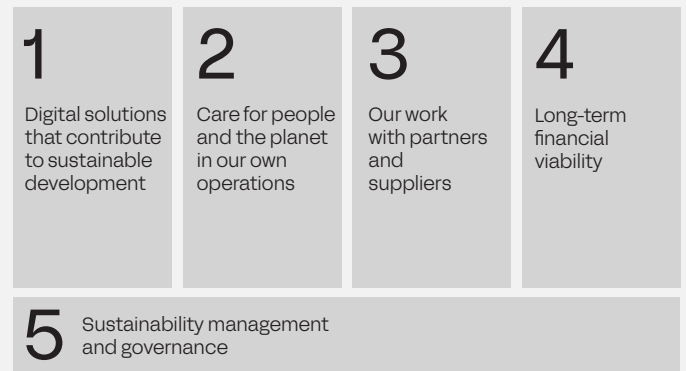 1
Digital solutions
that contribute
to sustainable
development
2
Care for people
and the planet
in our own
operations
3
Our work
with partners
and
suppliers
4
Long-term
financial
viability
5
Sustainability management
and governance